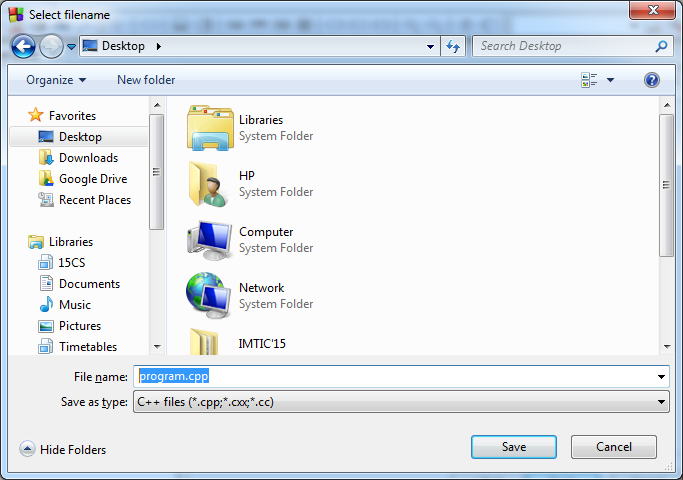 Select filename
Desktop
Search Desktop
Organize New folder
Favorites
Desktop
Downloads
Google Drive
Recent Places
Libraries
15CS
Documents
Music
Pictures
Timetables
Libraries
System Folder
HP
System Folder
Computer
System Folder
Network
System Folder
IMTIC'15
File name: program.cpp
Save as type: C++ files (*.cpp;*.cxx;*.cc)
Hide Folders Save Cancel